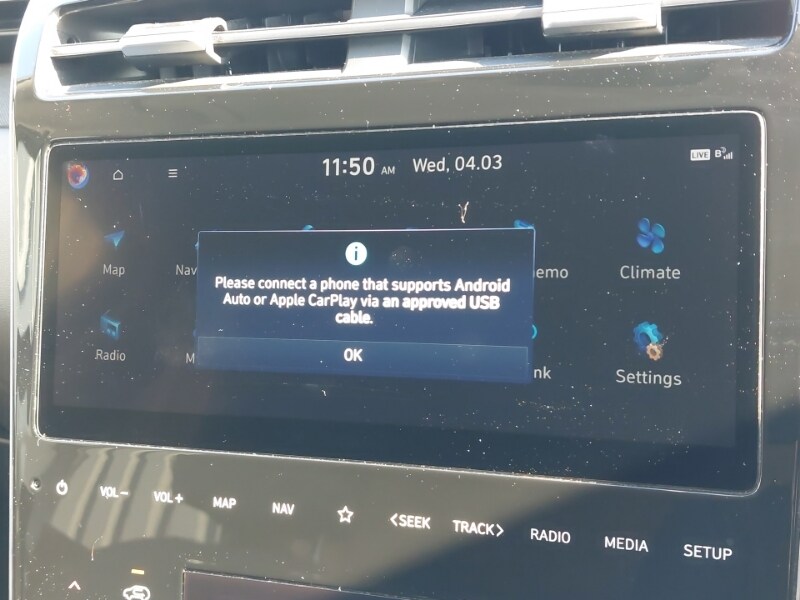 11:50 AM Wed, 04.03
LIVE B
Map
Nav
emo
Climate
Please connect a phone that supports Android
Auto or Apple CarPlay via an approved USB
cable.
OK
Radio
M
nk
Settings
VOL- VOL+ MAP NAV <SEEK TRACK> RADIO MEDIA SETUP